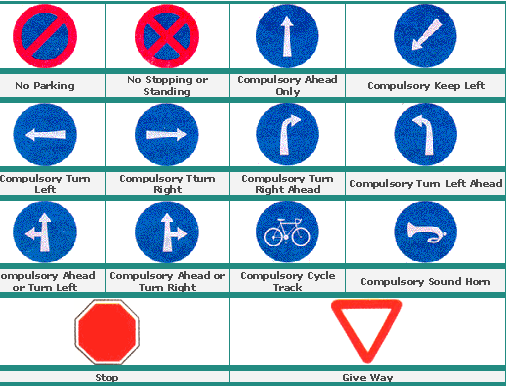 No Parking
No Stopping or
Standing
Compulsory Ahead
Only
Compulsory Keep Left
Compulsory Turn
Left
Compulsory Tturn
Right
Compulsory Turn
Right Ahead
Compulsory Turn Left Ahead
ompulsory Ahead
or Turn Left
Compulsory Ahead or
Turn Right
Compulsory Cycle
Track
Compulsory Sound Horn
Stop
Give Way